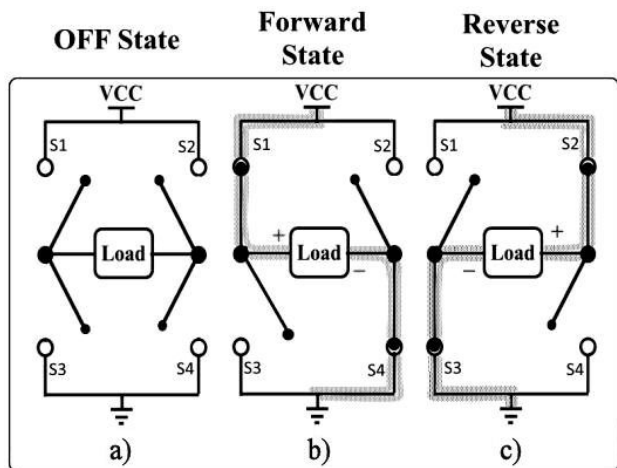 OFF State
Forward
State
Reverse
State
VCC
S1
S2
Load
S3
S4
a)
VCC
S1
S2
+
Load
−
S3
S4
b)
VCC
S1
S2
+
−
Load
S3
S4
c)